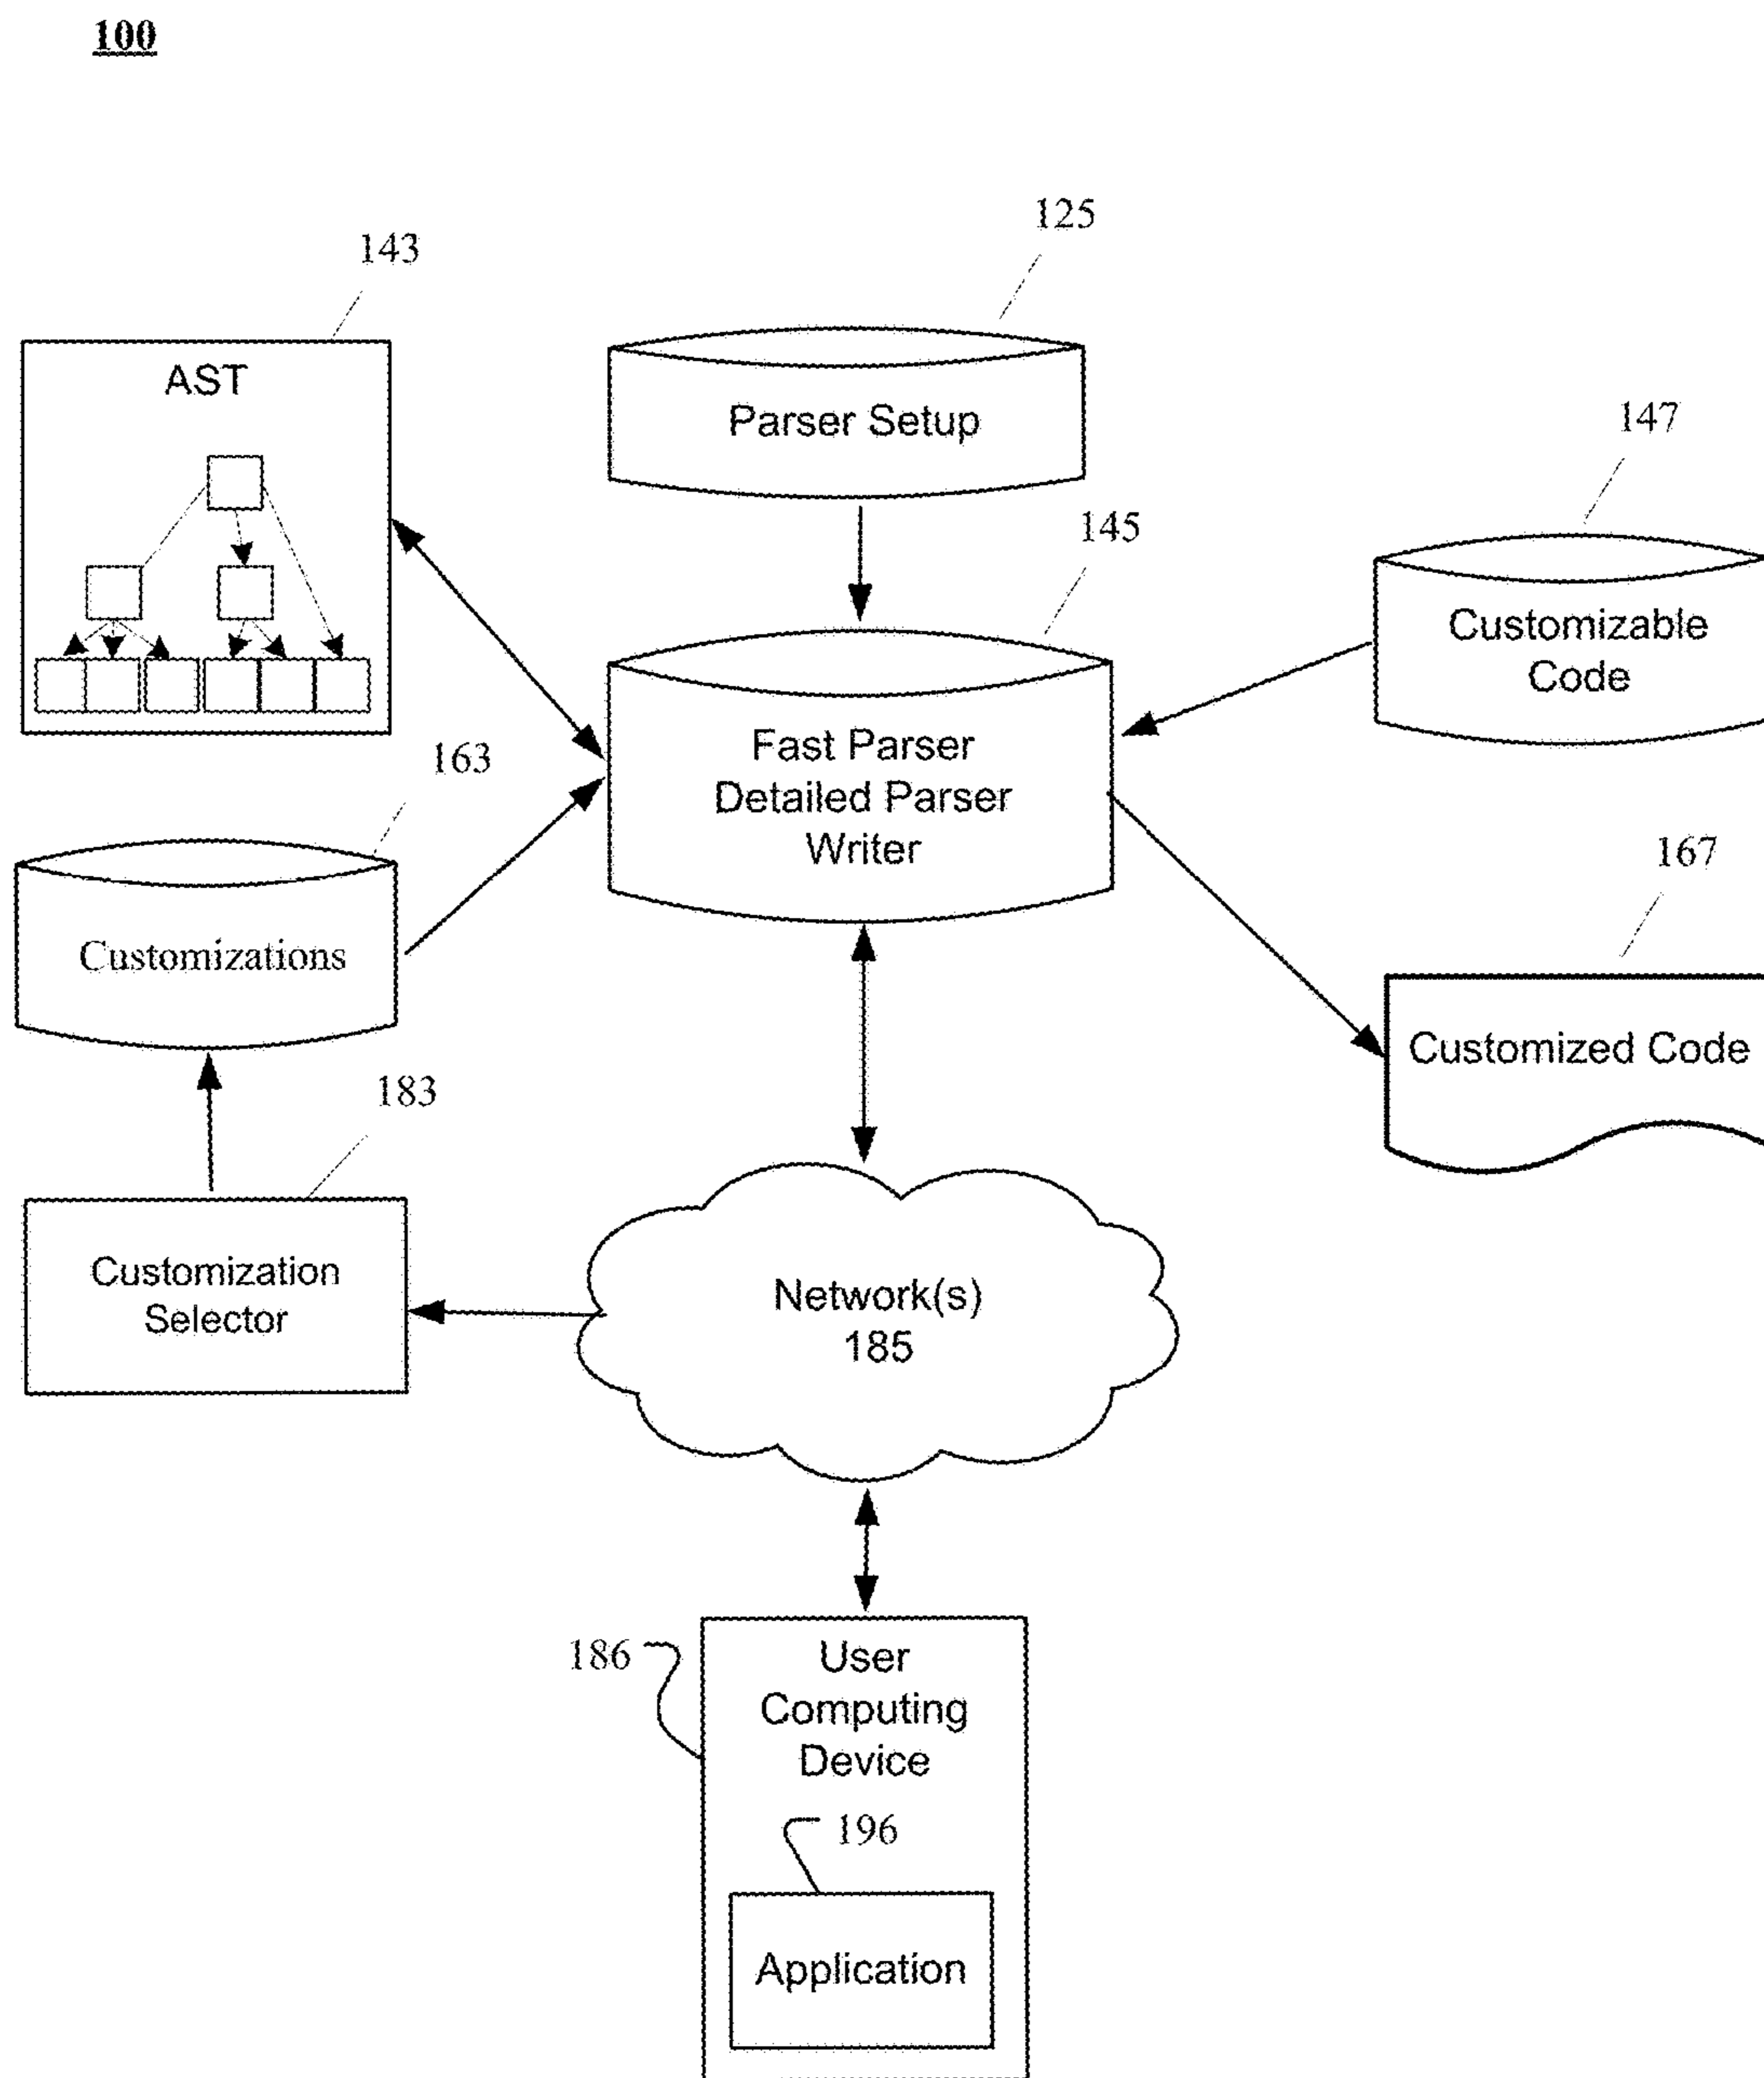 100
125
143
AST
Parser Setup
147
145
Customizable
Code
Fast Parser
Detailed Parser
Writer
163
167
Customizations
Customized Code
183
Customization
Selector
Network(s)
185
186
User
Computing
Device
196
Application